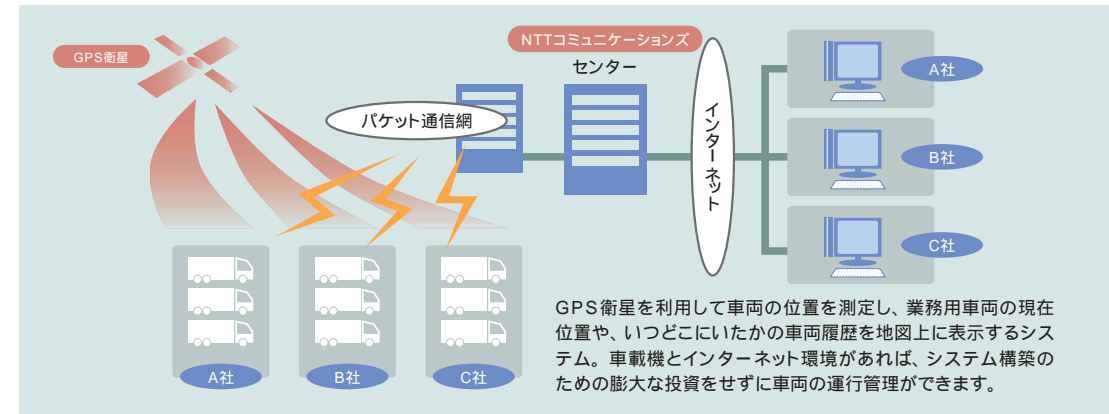 GPS衛星
NTTコミュニケーションズ
センター
パケット通信網
インターネット
A社
B社
C社
A社
B社
C社
GPS衛星を利用して車両の位置を測定し、業務用車両の現在
位置や、いつどこにいたかの車両履歴を地図上に表示するシス
テム。車載機とインターネット環境があれば、システム構築の
ための膨大な投資をせずに車両の運行管理ができます。